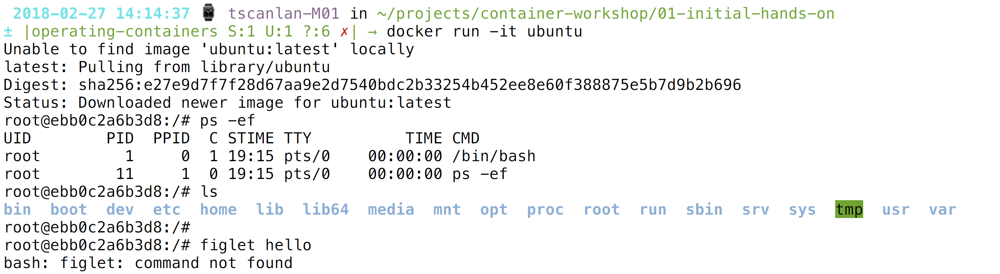 2018-02-27 14:14:37 ⌚ tscanlan-M01 in ~/projects/container-workshop/01-initial-hands-on
± |operating-containers S:1 U:1 ?:6 ✗| → docker run -it ubuntu
Unable to find image 'ubuntu:latest' locally
latest: Pulling from library/ubuntu
Digest: sha256:e27e9d7f7f28d67aa9e2d7540bdc2b33254b452ee8e60f388875e5b7d9b2b696
Status: Downloaded newer image for ubuntu:latest
root@ebb0c2a6b3d8:/# ps -ef
UID        PID  PPID  C STIME TTY          TIME CMD
root         1     0  1 19:15 pts/0    00:00:00 /bin/bash
root        11     1  0 19:15 pts/0    00:00:00 ps -ef
root@ebb0c2a6b3d8:/# ls
bin  boot  dev  etc  home  lib  lib64  media  mnt  opt  proc  root  run  sbin  srv  sys  tmp  usr  var
root@ebb0c2a6b3d8:/#
root@ebb0c2a6b3d8:/# figlet hello
bash: figlet: command not found